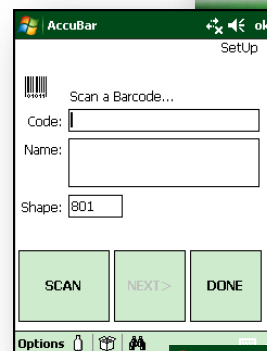 AccuBar ok
SetUp
Scan a Barcode...
Code:
Name:
Shape: 801
SCAN NEXT> DONE
Options